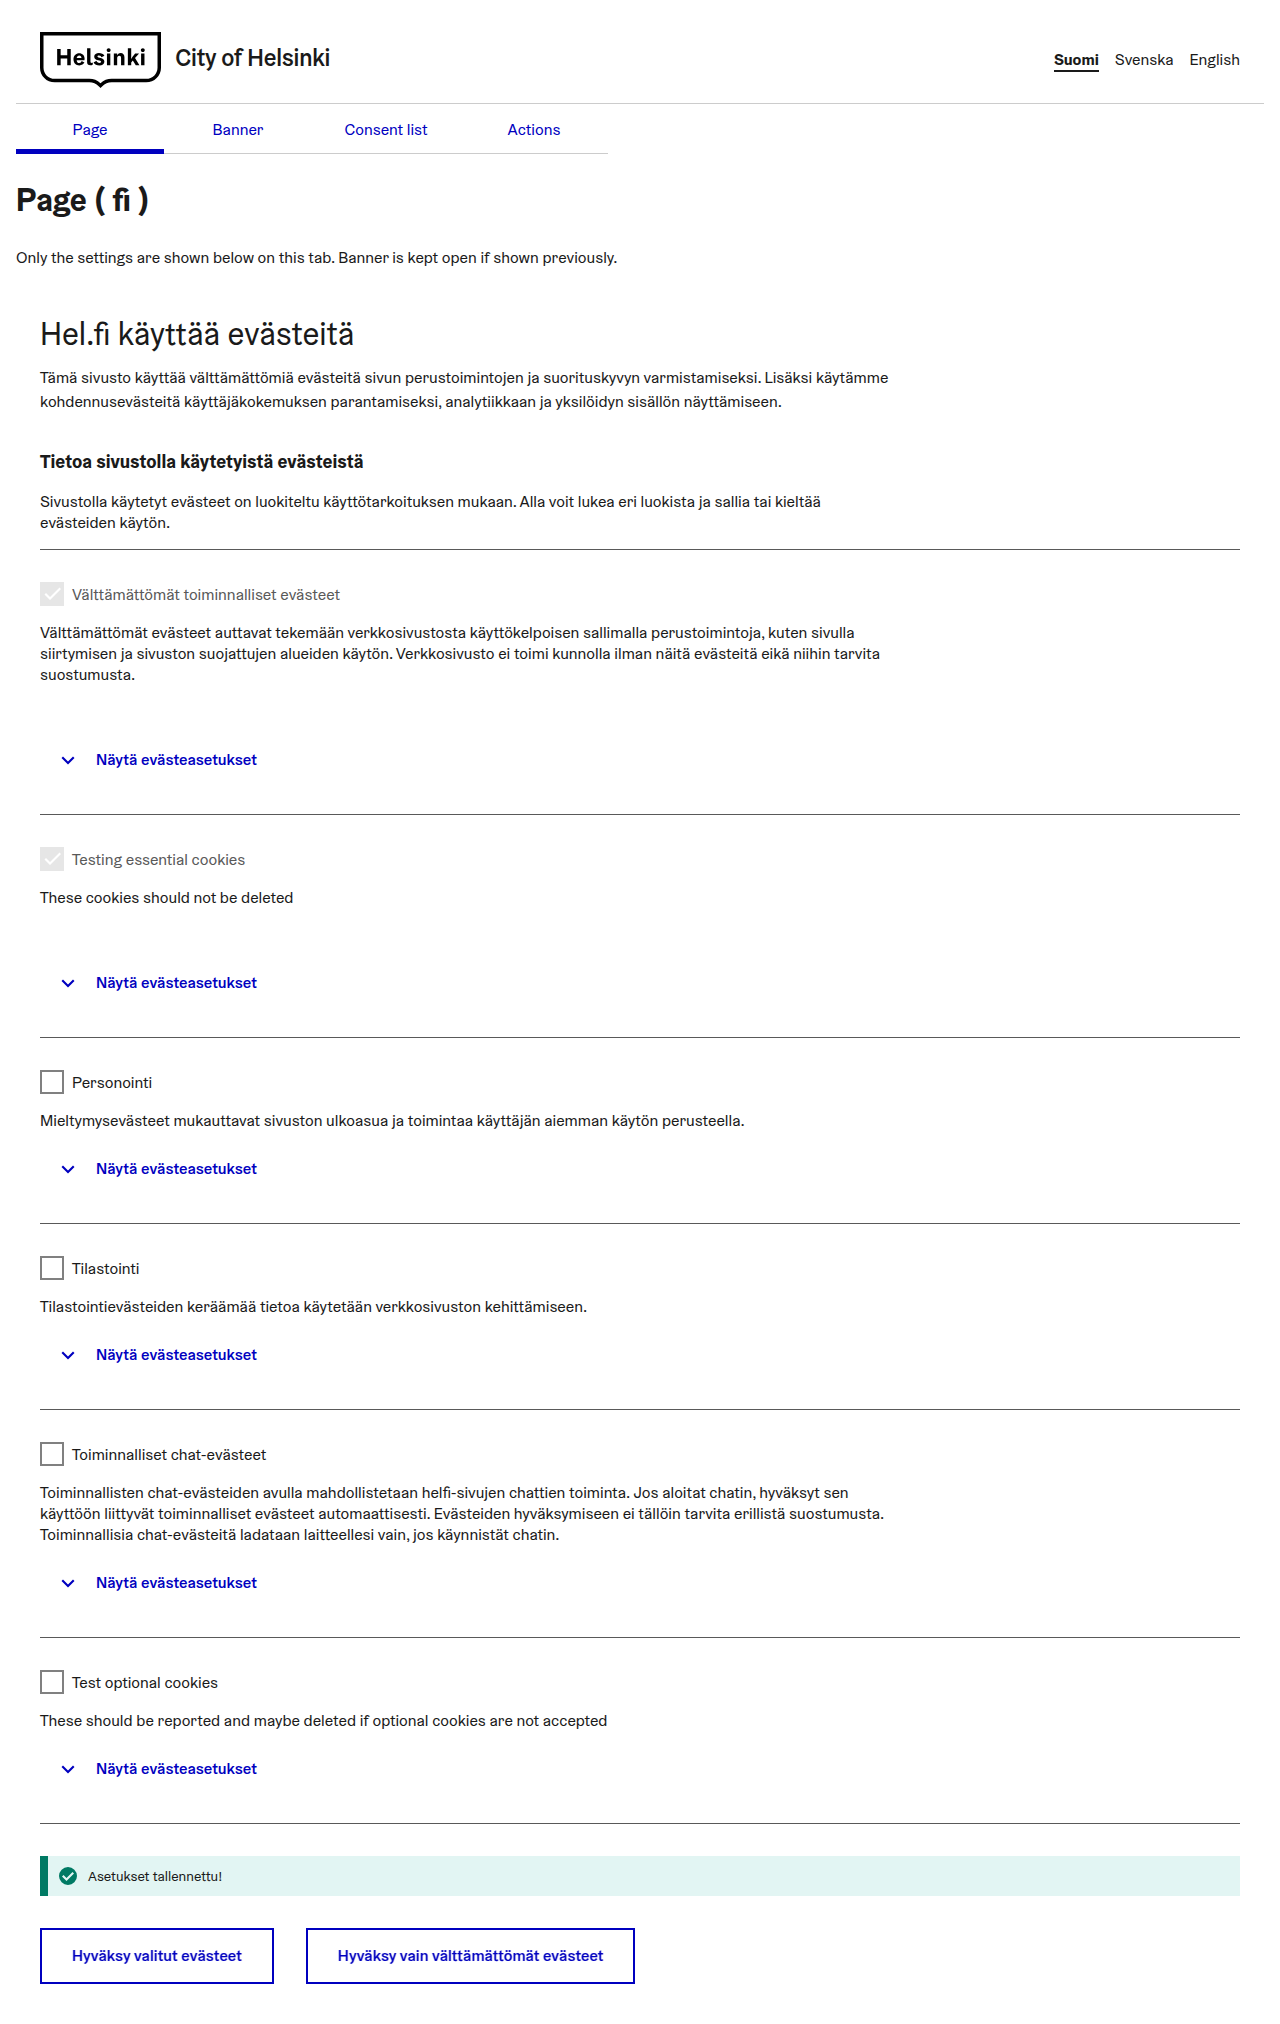 Helsinki
City of Helsinki
Suomi
Svenska
English
Page
Banner
Consent list
Actions
Page ( fi )
Only the settings are shown below on this tab. Banner is kept open if shown previously.
Hel.fi käyttää evästeitä
Tämä sivusto käyttää välttämättömiä evästeitä sivun perustoimintojen ja suorituskyvyn varmistamiseksi. Lisäksi käytämme
kohdennusevästeitä käyttäjäkokemuksen parantamiseksi, analytiikkaan ja yksilöidyn sisällön näyttämiseen.
Tietoa sivustolla käytetyistä evästeistä
Sivustolla käytetyt evästeet on luokiteltu käyttötarkoituksen mukaan. Alla voit lukea eri luokista ja sallia tai kieltää
evästeiden käytön.
Välttämättömät toiminnalliset evästeet
Välttämättömät evästeet auttavat tekemään verkkosivustosta käyttökelpoisen sallimalla perustoimintoja, kuten sivulla
siirtymisen ja sivuston suojattujen alueiden käytön. Verkkosivusto ei toimi kunnolla ilman näitä evästeitä eikä niihin tarvita
suostumusta.
Näytä evästeasetukset
Testing essential cookies
These cookies should not be deleted
Näytä evästeasetukset
Personointi
Mieltymysevästeet mukauttavat sivuston ulkoasua ja toimintaa käyttäjän aiemman käytön perusteella.
Näytä evästeasetukset
Tilastointi
Tilastointievästeiden keräämää tietoa käytetään verkkosivuston kehittämiseen.
Näytä evästeasetukset
Toiminnalliset chat-evästeet
Toiminnallisten chat-evästeiden avulla mahdollistetaan helfi-sivujen chattien toiminta. Jos aloitat chatin, hyväksyt sen
käyttöön liittyvät toiminnalliset evästeet automaattisesti. Evästeiden hyväksymiseen ei tällöin tarvita erillistä suostumusta.
Toiminnallisia chat-evästeitä ladataan laitteellesi vain, jos käynnistät chatin.
Näytä evästeasetukset
Test optional cookies
These should be reported and maybe deleted if optional cookies are not accepted
Näytä evästeasetukset
Asetukset tallennettu!
Hyväksy valitut evästeet
Hyväksy vain välttämättömät evästeet